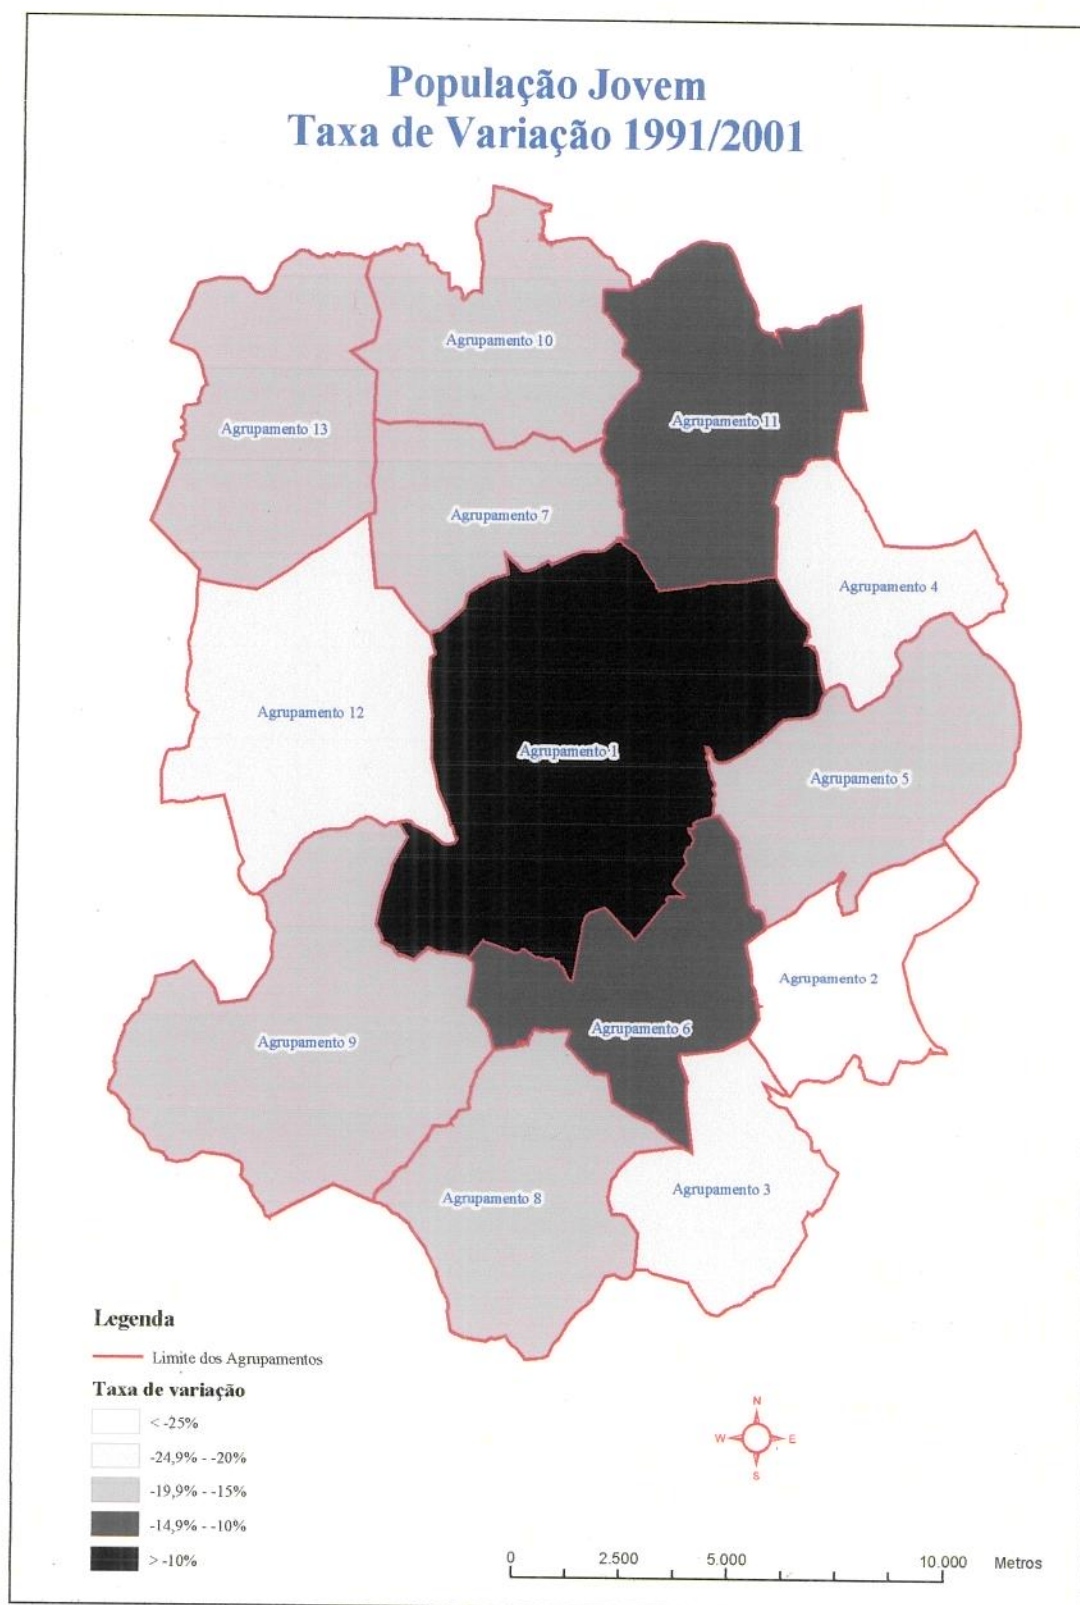 População Jovem
Taxa de Variação 1991/2001
Agrupamento 10
Agrupamento 11
Agrupamento 13
Agrupamento 7
Agrupamento 4
Agrupamento 12
Agrupamento 1
Agrupamento 5
Agrupamento 2
Agrupamento 6
Agrupamento 9
Agrupamento 3
Agrupamento 8
Legenda
Limite dos Agrupamentos
Taxa de variação
< -25%
-24,9% - -20%
-19,9% - -15%
-14,9% - -10%
> -10%
N
W E
S
0 2.500 5.000 10.000 Metros